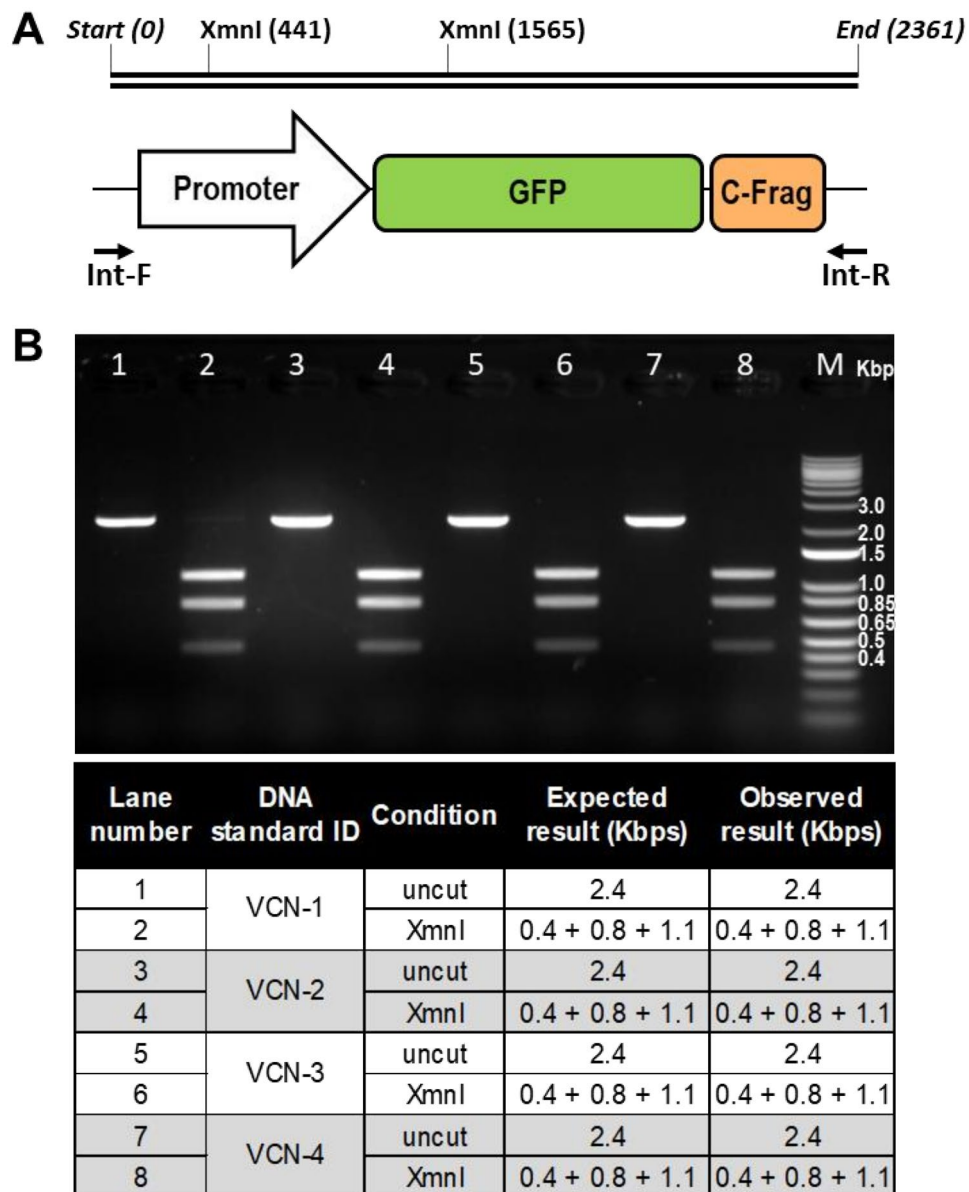 A Start (0) XmnI (441) XmnI (1565) End (2361)
Promoter GFP C-Frag
Int-F Int-R
B
1 2 3 4 5 6 7 8 M Kbp
3.0
2.0
1.5
1.0
0.85
0.65
0.5
0.4
Lane number DNA standard ID Condition Expected result (Kbps) Observed result (Kbps)
1 VCN-1 uncut 2.4 2.4
2 XmnI 0.4 + 0.8 + 1.1 0.4 + 0.8 + 1.1
3 VCN-2 uncut 2.4 2.4
4 XmnI 0.4 + 0.8 + 1.1 0.4 + 0.8 + 1.1
5 VCN-3 uncut 2.4 2.4
6 XmnI 0.4 + 0.8 + 1.1 0.4 + 0.8 + 1.1
7 VCN-4 uncut 2.4 2.4
8 XmnI 0.4 + 0.8 + 1.1 0.4 + 0.8 + 1.1